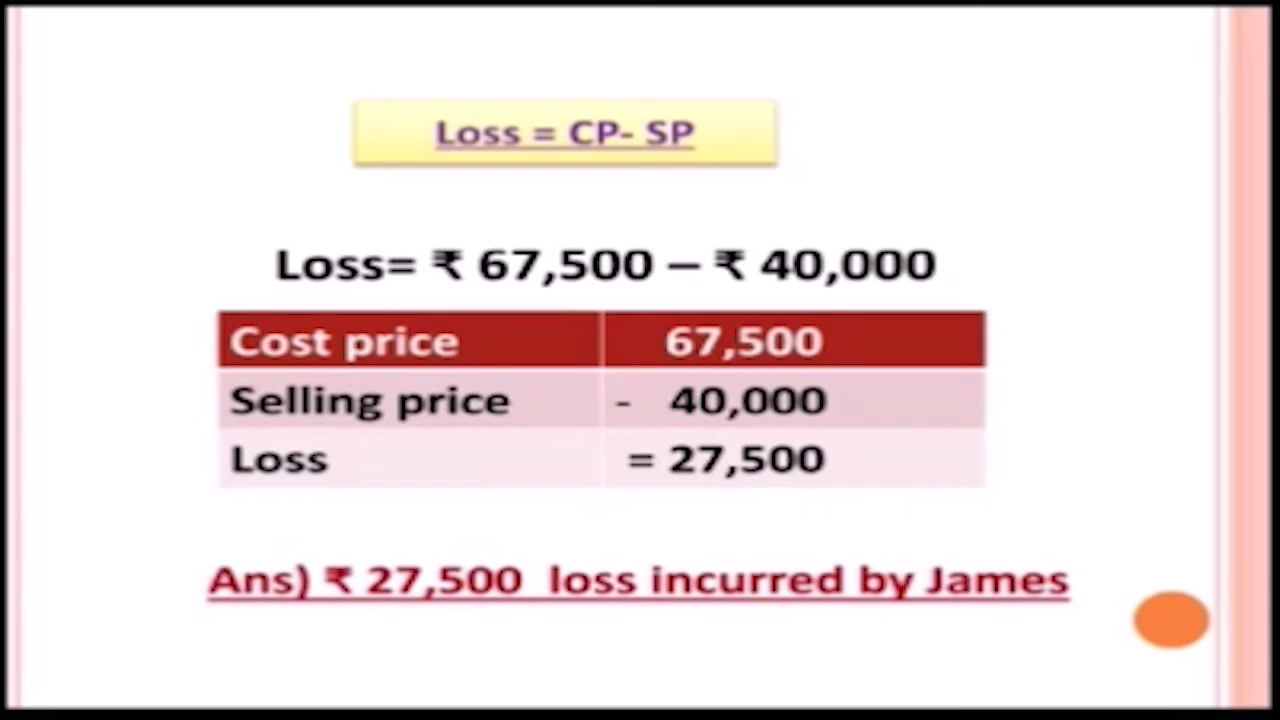 Loss = CP- SP
Loss= ₹ 67,500 – ₹ 40,000
Cost price 67,500
Selling price - 40,000
Loss = 27,500
Ans) ₹ 27,500 loss incurred by James